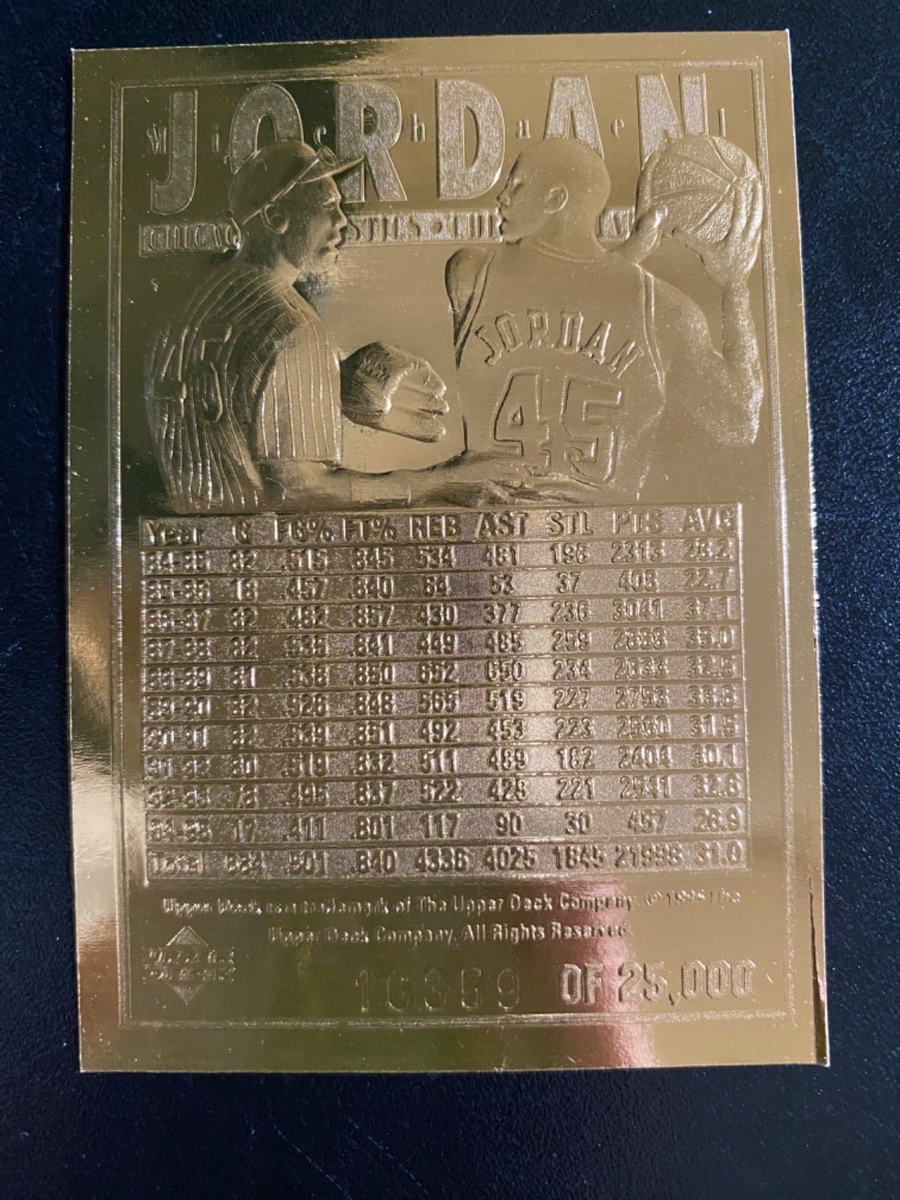 JORDAN
Michael
CHICAG STICS • CHI
JORDAN
45
Year G FG% FT% REB AST STL PTS AVG
84-85 82 .515 .845 534 481 196 2313 28.2
85-86 18 .457 .840 64 53 37 408 22.7
86-87 82 .482 .857 430 377 236 3041 37.1
87-88 82 .535 .841 449 485 259 2868 35.0
88-89 81 .538 .850 652 650 234 2633 32.5
89-90 82 .526 .848 565 519 227 2753 33.6
90-91 82 .539 .851 492 453 223 2580 31.5
91-92 80 .519 .832 511 489 182 2404 30.1
92-93 78 .495 .837 522 428 221 2541 32.6
94-95 17 .411 .801 117 90 30 457 26.9
Total 684 .501 .840 4336 4025 1845 21998 31.0
Upper Deck is a trademark of The Upper Deck Company. © The
Upper Deck Company. All Rights Reserved.
UPPER DECK
16359 OF 25,000